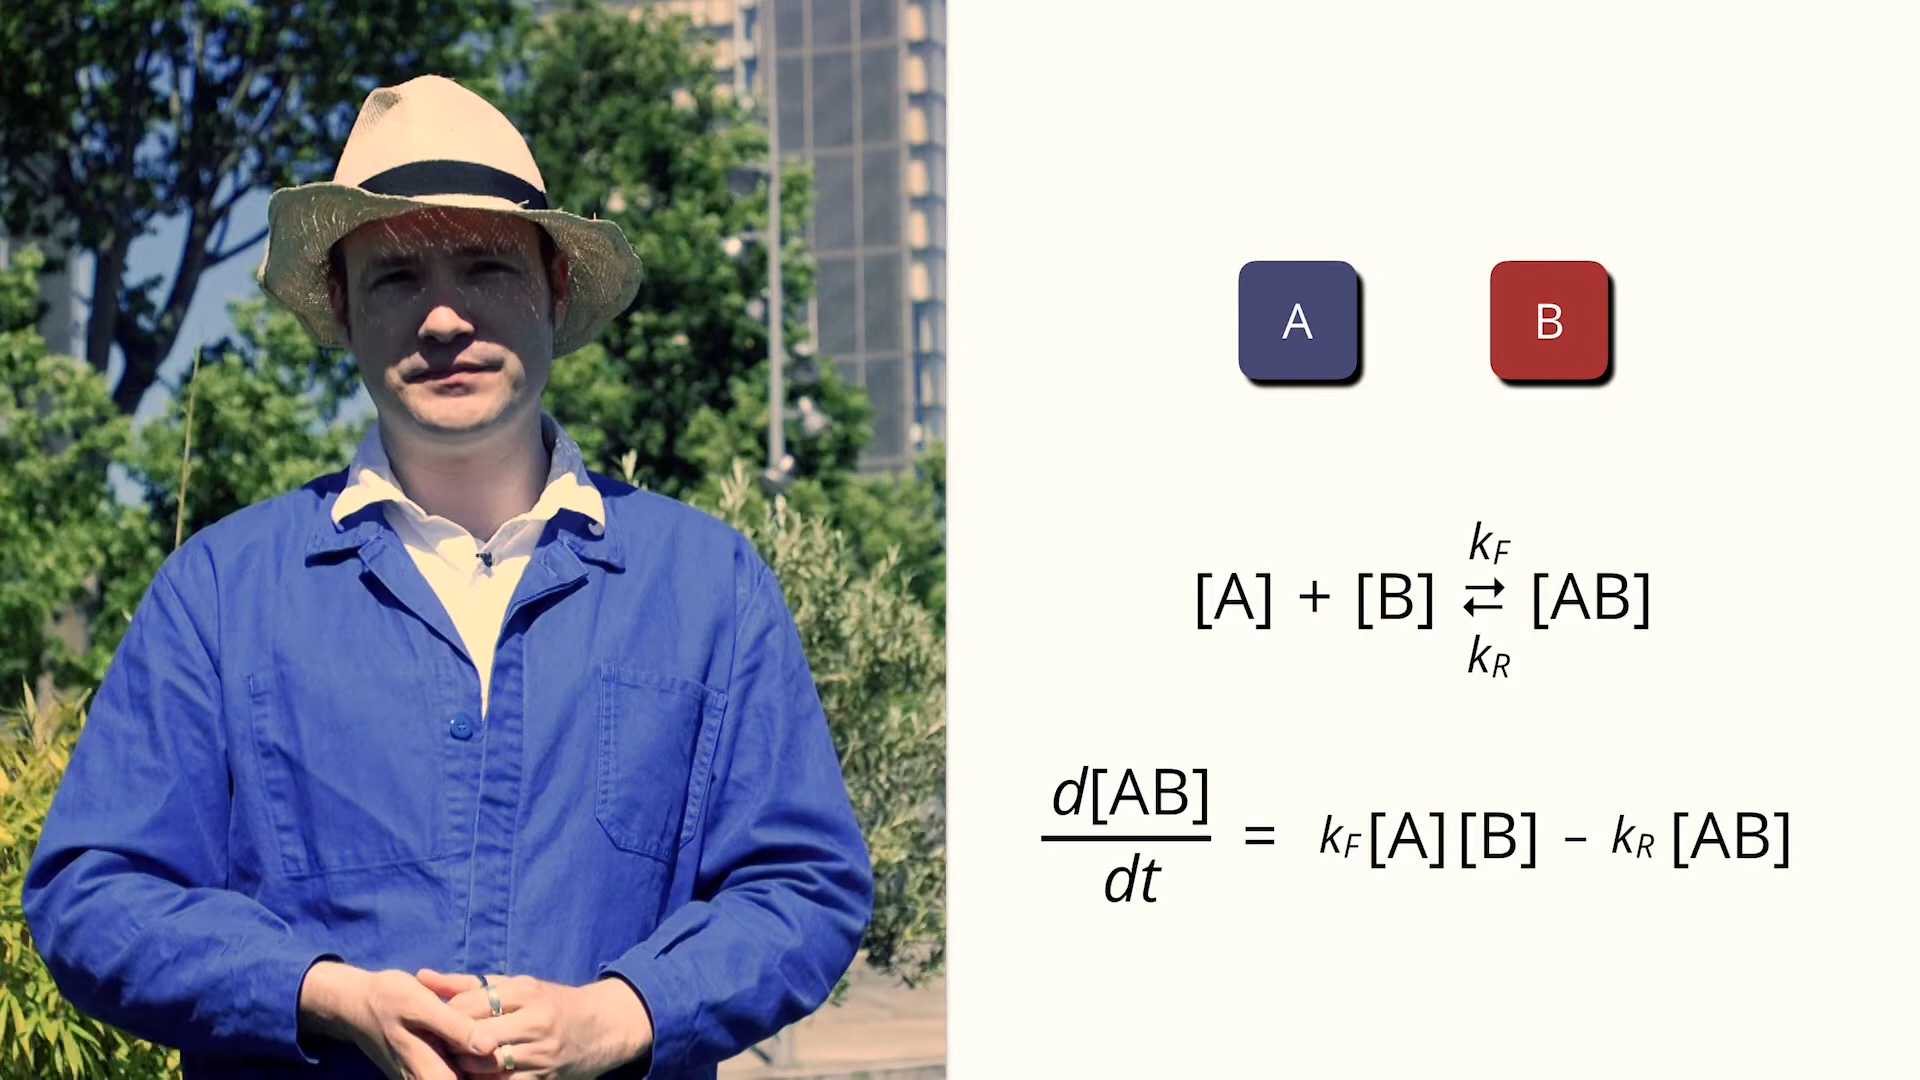 A B
k_F
[A] + [B] ⇄ [AB]
k_R
d[AB]
= k_F[A][B] – k_R [AB]
dt